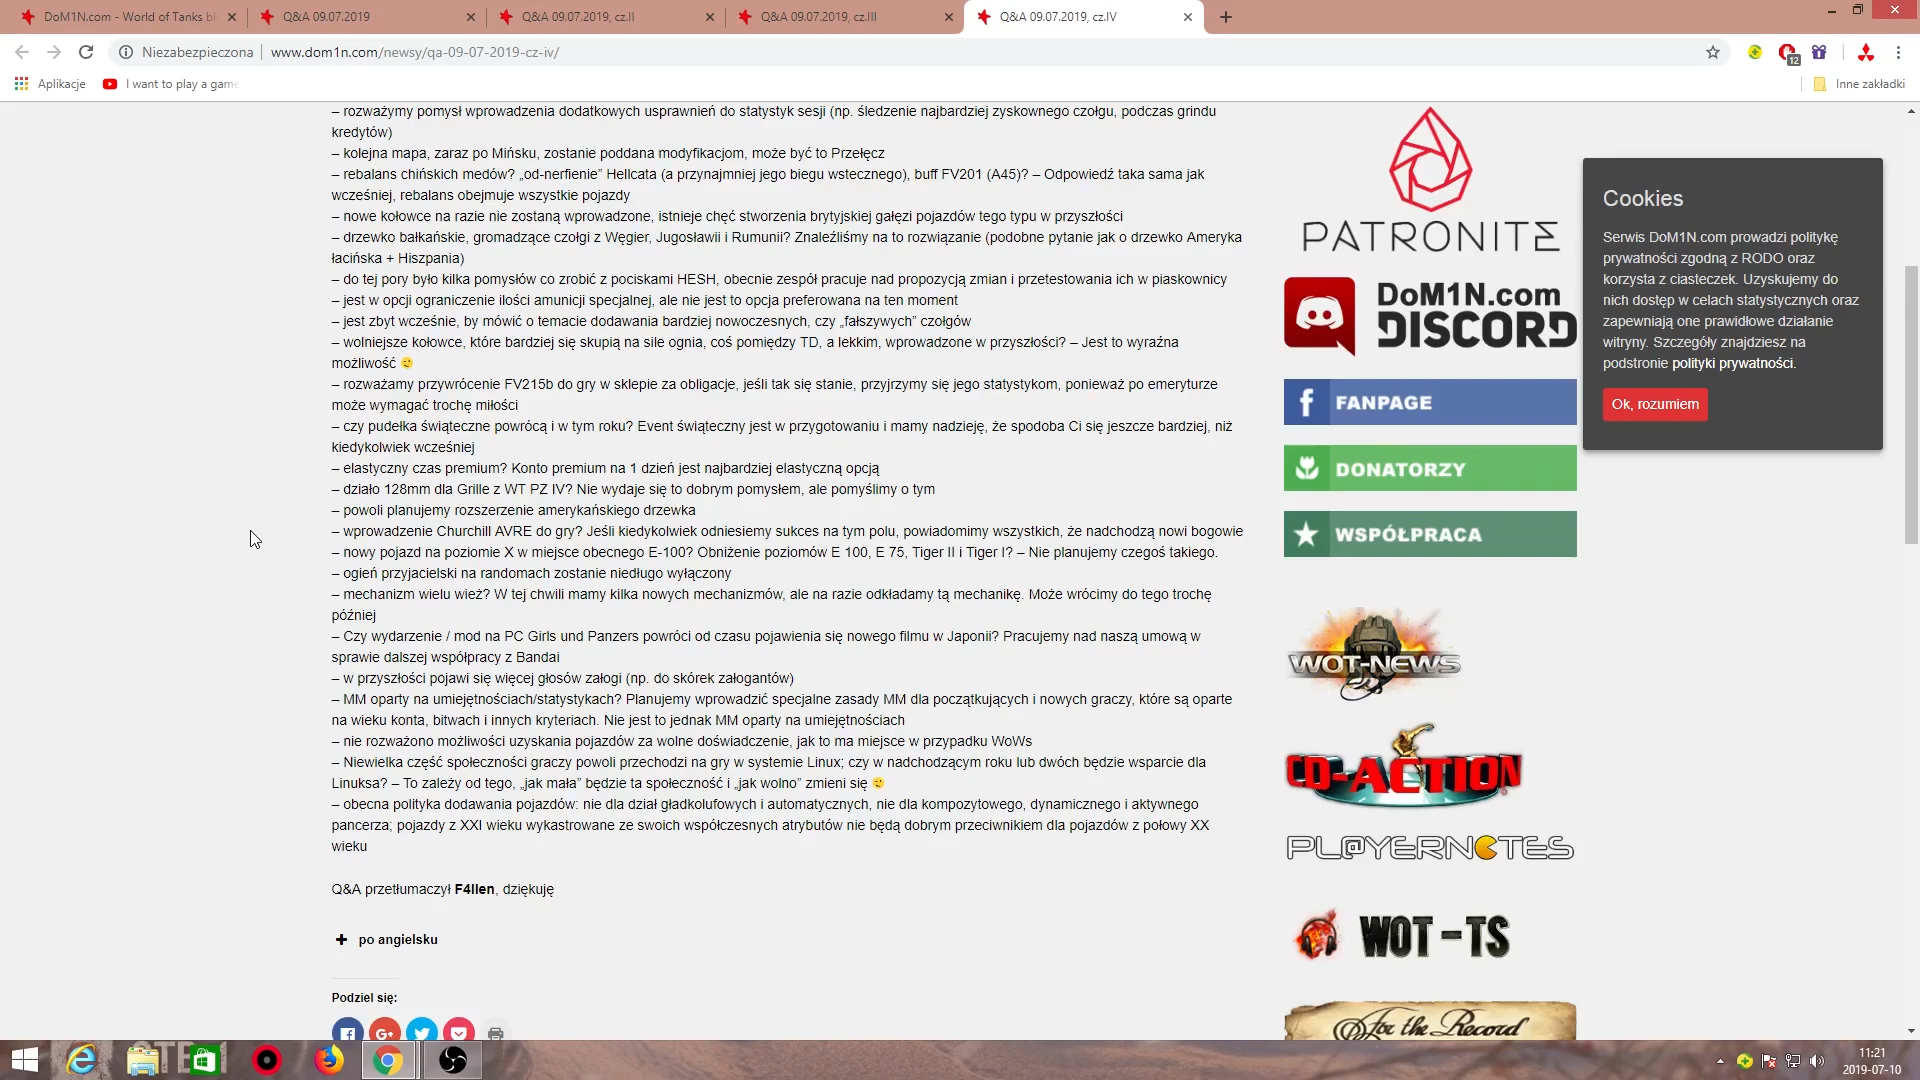 DoM1N.com - World of Tanks bl
Q&A 09.07.2019
Q&A 09.07.2019, cz.II
Q&A 09.07.2019, cz.III
Q&A 09.07.2019, cz.IV
Niezabezpieczona
www.dom1n.com/newsy/qa-09-07-2019-cz-iv/
12
Aplikacje
I want to play a game
Inne zakładki
– rozważymy pomysł wprowadzenia dodatkowych usprawnień do statystyk sesji (np. śledzenie najbardziej zyskownego czołgu, podczas grindu
kredytów)
– kolejna mapa, zaraz po Mińsku, zostanie poddana modyfikacjom, może być to Przełęcz
– rebalans chińskich medów? „od-nerfienie” Hellcata (a przynajmniej jego biegu wstecznego), buff FV201 (A45)? – Odpowiedź taka sama jak
wcześniej, rebalans obejmuje wszystkie pojazdy
– nowe kołowce na razie nie zostaną wprowadzone, istnieje chęć stworzenia brytyjskiej gałęzi pojazdów tego typu w przyszłości
– drzewko bałkańskie, gromadzące czołgi z Węgier, Jugosławii i Rumunii? Znaleźliśmy na to rozwiązanie (podobne pytanie jak o drzewko Ameryka
łacińska + Hiszpania)
– do tej pory było kilka pomysłów co zrobić z pociskami HESH, obecnie zespół pracuje nad propozycją zmian i przetestowania ich w piaskownicy
– jest w opcji ograniczenie ilości amunicji specjalnej, ale nie jest to opcja preferowana na ten moment
– jest zbyt wcześnie, by mówić o temacie dodawania bardziej nowoczesnych, czy „fałszywych” czołgów
– wolniejsze kołowce, które bardziej się skupią na sile ognia, coś pomiędzy TD, a lekkim, wprowadzone w przyszłości? – Jest to wyraźna
możliwość
– rozważamy przywrócenie FV215b do gry w sklepie za obligacje, jeśli tak się stanie, przyjrzymy się jego statystykom, ponieważ po emeryturze
może wymagać trochę miłości
– czy pudełka świąteczne powrócą i w tym roku? Event świąteczny jest w przygotowaniu i mamy nadzieję, że spodoba Ci się jeszcze bardziej, niż
kiedykolwiek wcześniej
– elastyczny czas premium? Konto premium na 1 dzień jest najbardziej elastyczną opcją
– działo 128mm dla Grille z WT PZ IV? Nie wydaje się to dobrym pomysłem, ale pomyślimy o tym
– powoli planujemy rozszerzenie amerykańskiego drzewka
– wprowadzenie Churchill AVRE do gry? Jeśli kiedykolwiek odniesiemy sukces na tym polu, powiadomimy wszystkich, że nadchodzą nowi bogowie
– nowy pojazd na poziomie X w miejsce obecnego E-100? Obniżenie poziomów E 100, E 75, Tiger II i Tiger I? – Nie planujemy czegoś takiego.
– ogień przyjacielski na randomach zostanie niedługo wyłączony
– mechanizm wielu wież? W tej chwili mamy kilka nowych mechanizmów, ale na razie odkładamy tą mechanikę. Może wrócimy do tego trochę
później
– Czy wydarzenie / mod na PC Girls und Panzers powróci od czasu pojawienia się nowego filmu w Japonii? Pracujemy nad naszą umową w
sprawie dalszej współpracy z Bandai
– w przyszłości pojawi się więcej głosów załogi (np. do skórek załogantów)
– MM oparty na umiejętnościach/statystykach? Planujemy wprowadzić specjalne zasady MM dla początkujących i nowych graczy, które są oparte
na wieku konta, bitwach i innych kryteriach. Nie jest to jednak MM oparty na umiejętnościach
– nie rozważono możliwości uzyskania pojazdów za wolne doświadczenie, jak to ma miejsce w przypadku WoWs
– Niewielka część społeczności graczy powoli przechodzi na gry w systemie Linux; czy w nadchodzącym roku lub dwóch będzie wsparcie dla
Linuksa? – To zależy od tego, „jak mała” będzie ta społeczność i „jak wolno” zmieni się
– obecna polityka dodawania pojazdów: nie dla dział gładkolufowych i automatycznych, nie dla kompozytowego, dynamicznego i aktywnego
pancerza; pojazdy z XXI wieku wykastrowane ze swoich współczesnych atrybutów nie będą dobrym przeciwnikiem dla pojazdów z połowy XX
wieku
Q&A przetłumaczył F4llen, dziękuję
po angielsku
Podziel się:
PATRONITE
DoM1N.com
DISCORD
FANPAGE
DONATORZY
WSPÓŁPRACA
WOT-NEWS
CD-ACTION
PL@YERNOTES
WOT-TS
For the Record
Cookies
Serwis DoM1N.com prowadzi politykę
prywatności zgodną z RODO oraz
korzysta z ciasteczek. Uzyskujemy do
nich dostęp w celach statystycznych oraz
zapewniają one prawidłowe działanie
witryny. Szczegóły znajdziesz na
podstronie polityki prywatności.
Ok, rozumiem
11:21
2019-07-10